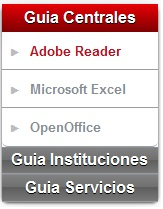 Guia Centrales
Adobe Reader
Microsoft Excel
OpenOffice
Guia Instituciones
Guia Servicios